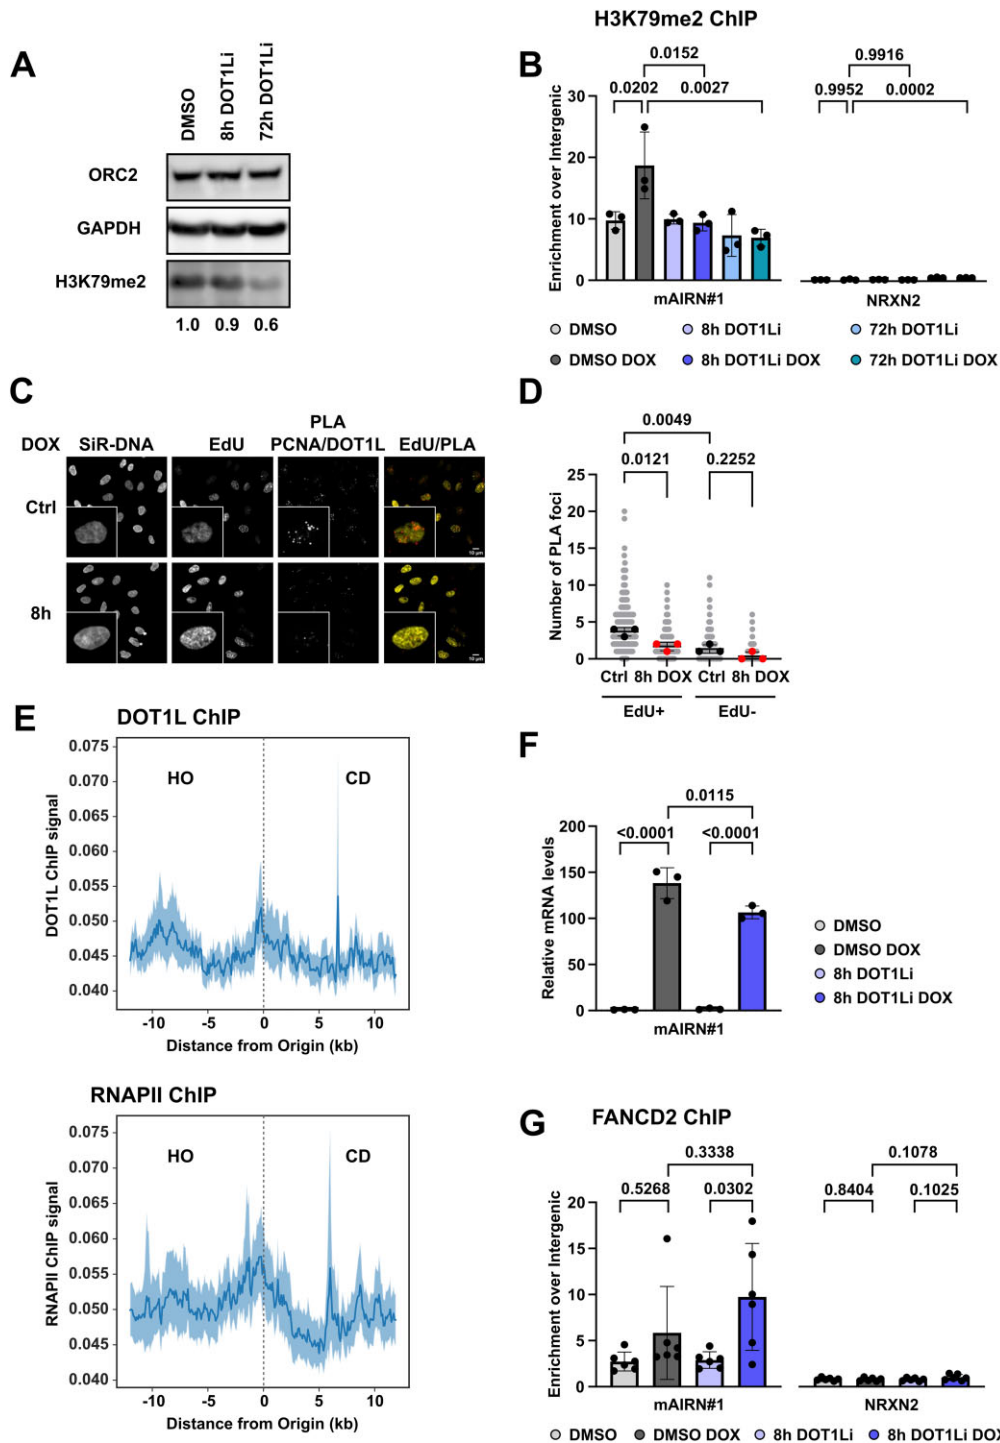 H3K79me2 ChIP
A
DMSO
8h DOT1Li
72h DOT1Li
ORC2
GAPDH
H3K79me2
1.0 0.9 0.6
B
0.0152
0.0202 0.0027
0.9916
0.9952 0.0002
Enrichment over Intergenic
30
20
10
0
mAIRN#1
NRXN2
DMSO 8h DOT1Li 72h DOT1Li
DMSO DOX 8h DOT1Li DOX 72h DOT1Li DOX
C
PLA
DOX SiR-DNA EdU PCNA/DOT1L EdU/PLA
Ctrl
10 µm
8h
10 µm
D
0.0049
0.0121 0.2252
Number of PLA foci
25
20
15
10
5
0
Ctrl 8h DOX Ctrl 8h DOX
EdU+ EdU-
E
DOT1L ChIP
DOT1L ChIP signal
0.075
0.070
0.065
0.060
0.055
0.050
0.045
0.040
HO CD
-10 -5 0 5 10
Distance from Origin (kb)
RNAPII ChIP
RNAPII ChIP signal
0.075
0.070
0.065
0.060
0.055
0.050
0.045
0.040
HO CD
-10 -5 0 5 10
Distance from Origin (kb)
F
0.0115
<0.0001 <0.0001
Relative mRNA levels
200
150
100
50
0
mAIRN#1
DMSO
DMSO DOX
8h DOT1Li
8h DOT1Li DOX
G
FANCD2 ChIP
0.3338
0.5268 0.0302
0.1078
0.8404 0.1025
Enrichment over Intergenic
20
15
10
5
0
mAIRN#1
NRXN2
DMSO DMSO DOX 8h DOT1Li 8h DOT1Li DOX